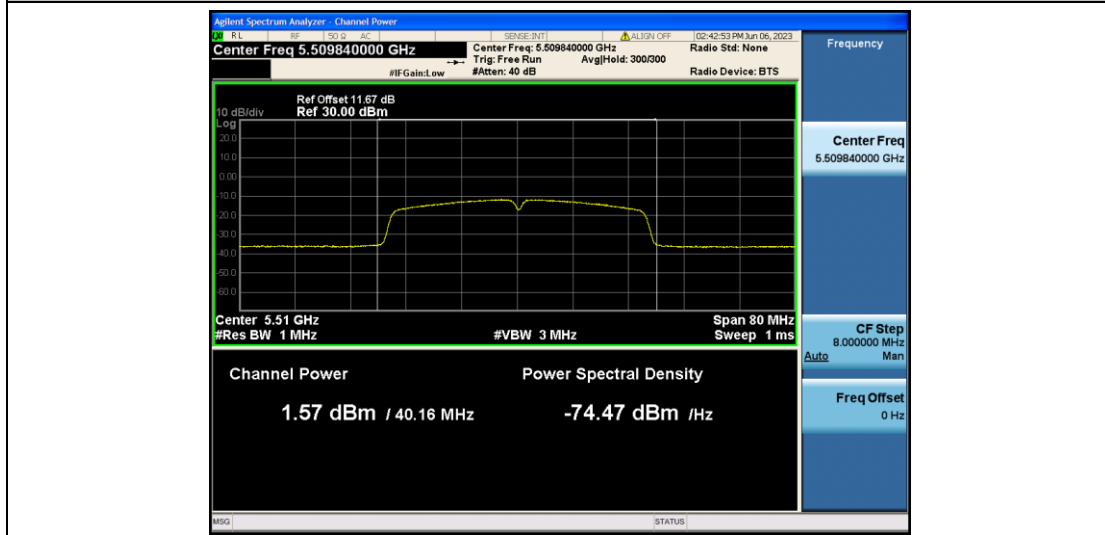 Agilent Spectrum Analyzer - Channel Power
RL RF 50 Ω AC SENSE:INT ALIGN OFF 02:42:53 PM Jun 06, 2023
Center Freq 5.509840000 GHz
Center Freq: 5.509840000 GHz
Radio Std: None
Trig: Free Run Avg|Hold: 300/300
#IFGain:Low #Atten: 40 dB Radio Device: BTS
Frequency
Ref Offset 11.67 dB
10 dB/div Ref 30.00 dBm
Log
20.0
10.0
0.00
-10.0
-20.0
-30.0
-40.0
-50.0
-60.0
Center Freq
5.509840000 GHz
Center 5.51 GHz Span 80 MHz
#Res BW 1 MHz #VBW 3 MHz Sweep 1 ms
CF Step
8.000000 MHz
Auto Man
Channel Power Power Spectral Density
1.57 dBm / 40.16 MHz -74.47 dBm /Hz
Freq Offset
0 Hz
MSG STATUS